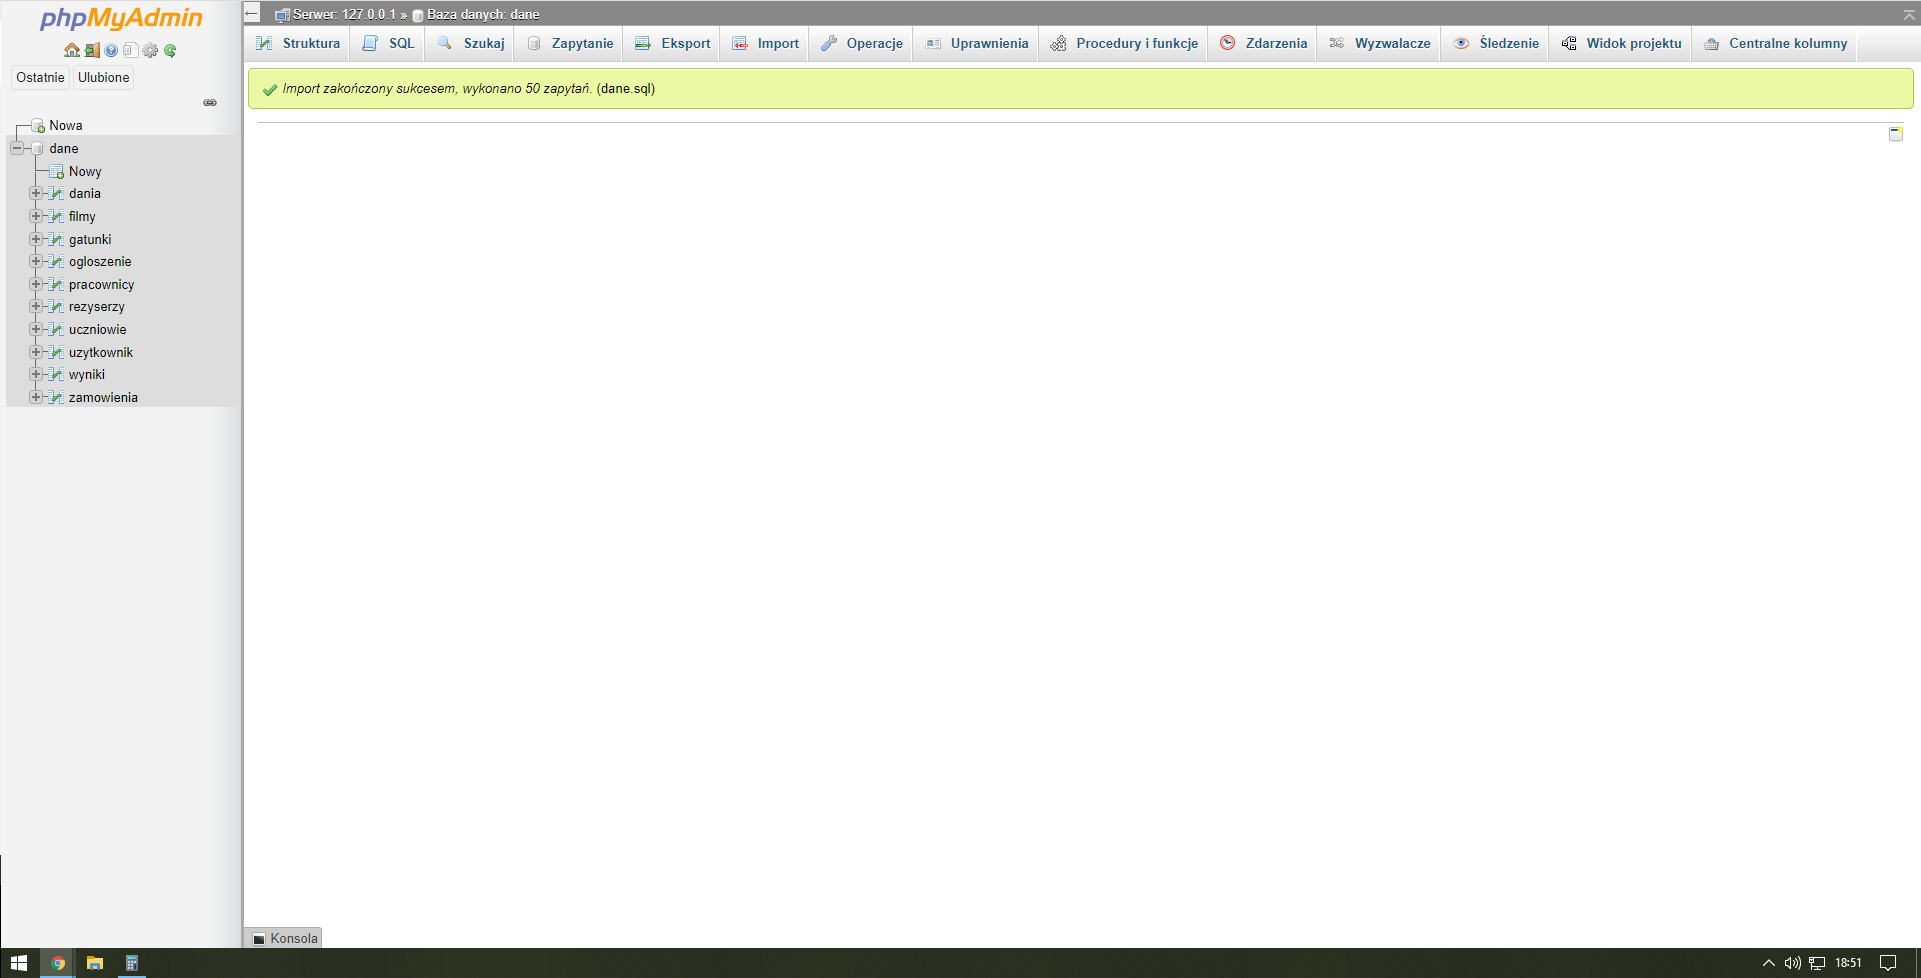 phpMyAdmin
Ostatnie Ulubione
Nowa
dane
Nowy
dania
filmy
gatunki
ogloszenie
pracownicy
rezyserzy
uczniowie
uzytkownik
wyniki
zamowienia
Serwer: 127.0.0.1 » Baza danych: dane
Struktura SQL Szukaj Zapytanie Eksport Import Operacje Uprawnienia Procedury i funkcje Zdarzenia Wyzwalacze Śledzenie Widok projektu Centralne kolumny
Import zakończony sukcesem, wykonano 50 zapytań. (dane.sql)
Konsola
18:51